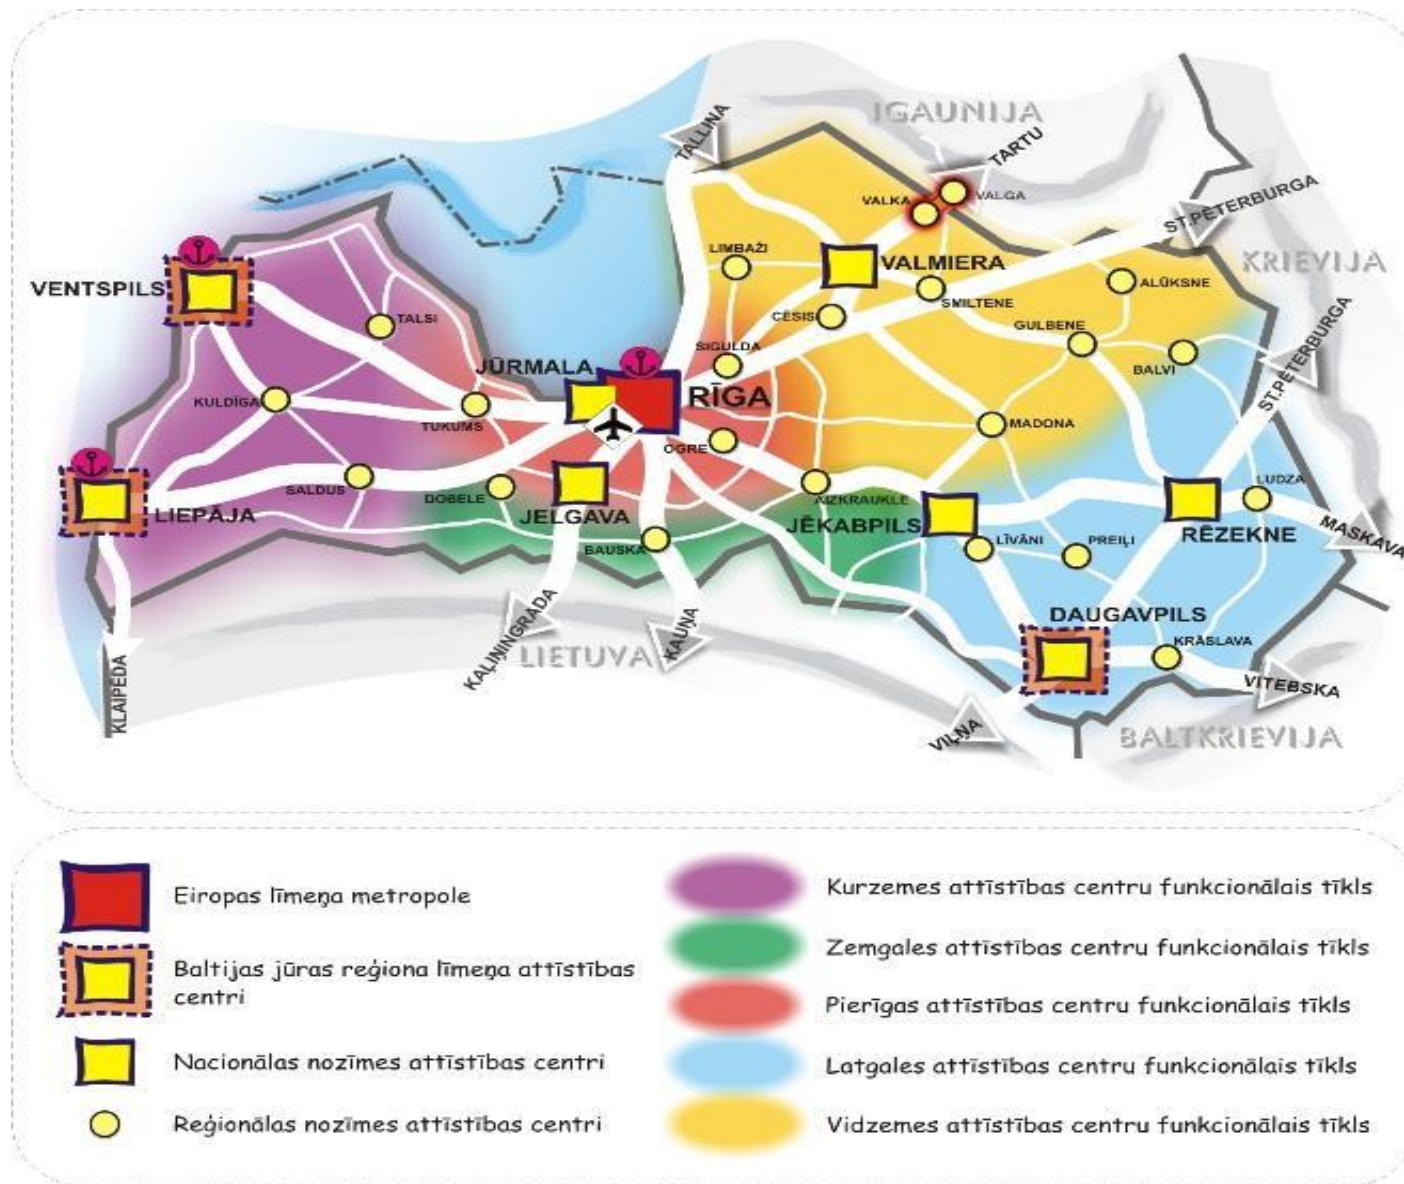 IGAUNIJA
TALLINA
TARTU
VALKA
VALGA
ST.PĒTERBURGA
LIMBAŽI
VALMIERA
KRIEVIJA
VENTSPILS
ALŪKSNE
SMILTENE
TALSI
CĒSIS
GULBENE
ST.PĒTERBURGA
SIGULDA
JŪRMALA
BALVI
RĪGA
KULDĪGA
TUKUMS
MADONA
OGRE
LUDZA
SALDUS
DOBELE
AIZKRAUKLE
LIEPĀJA
JELGAVA
JĒKABPILS
RĒZEKNE
MASKAVA
BAUSKA
LĪVĀNI
PREIĻI
DAUGAVPILS
KRĀSLAVA
KAĻIŅINGRADA
LIETUVA
KAUŅA
KLAIPĒDA
VITEBSKA
VIĻŅA
BALTKRIEVIJA
Eiropas līmeņa metropole
Baltijas jūras reģiona līmeņa attīstības
centri
Nacionālas nozīmes attīstības centri
Reģionālas nozīmes attīstības centri
Kurzemes attīstības centru funkcionālais tīkls
Zemgales attīstības centru funkcionālais tīkls
Pierīgas attīstības centru funkcionālais tīkls
Latgales attīstības centru funkcionālais tīkls
Vidzemes attīstības centru funkcionālais tīkls